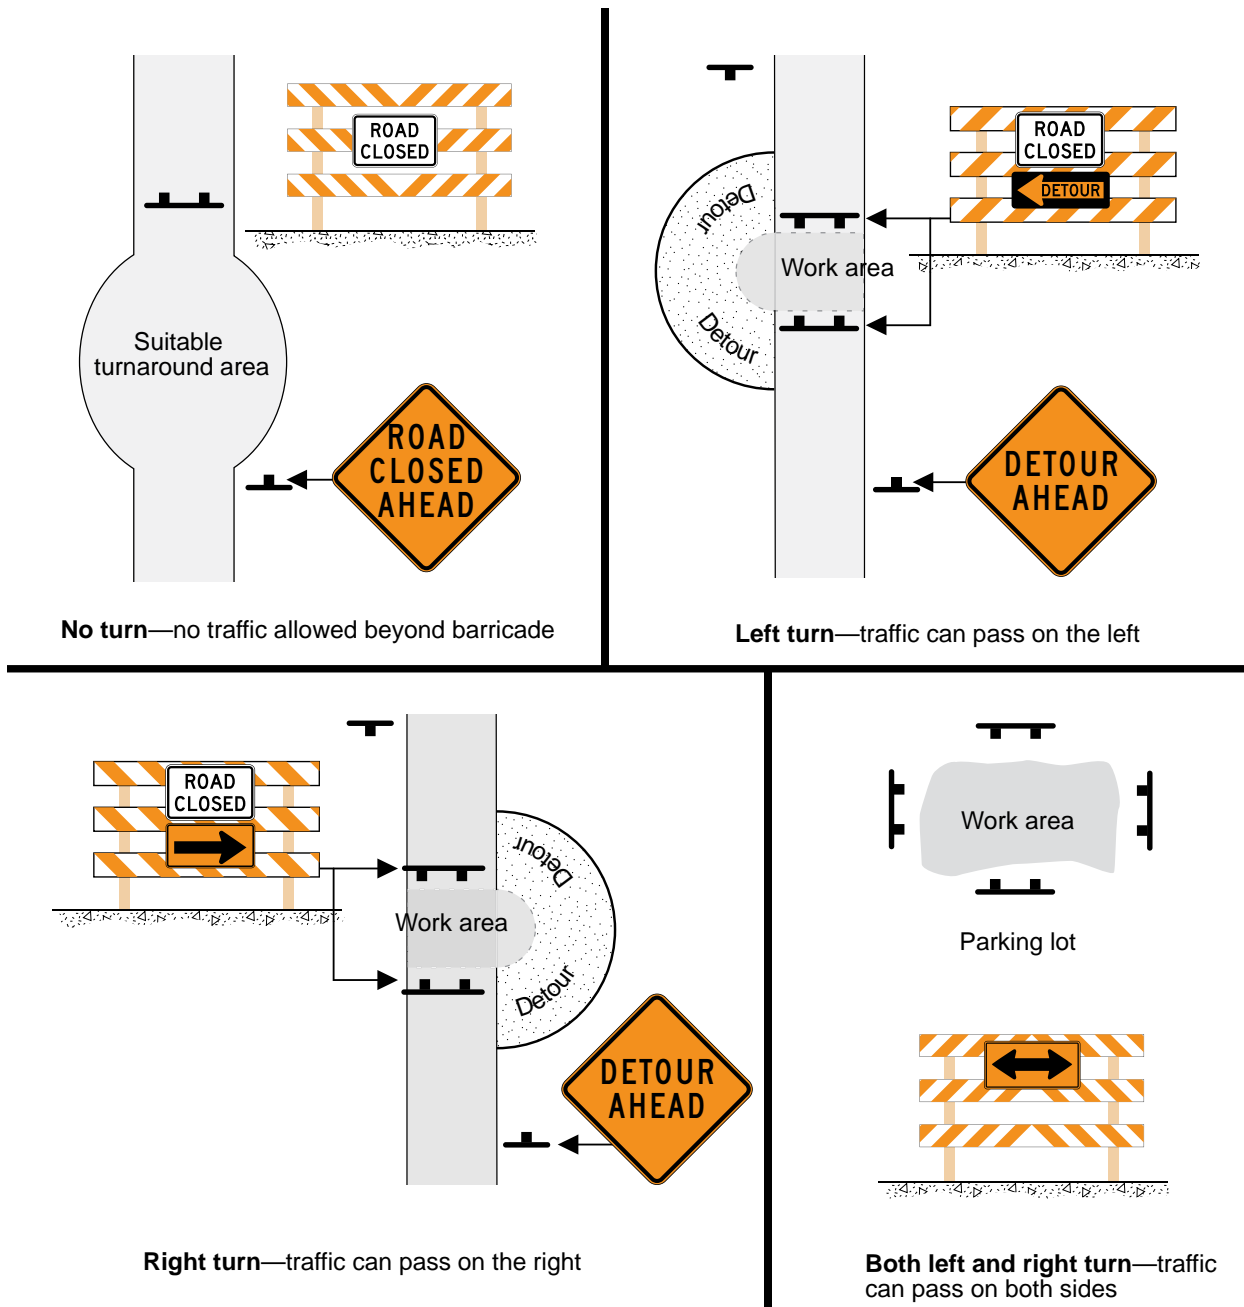 ROAD
CLOSED
Suitable
turnaround area
ROAD
CLOSED
AHEAD
No turn—no traffic allowed beyond barricade
ROAD
CLOSED
DETOUR
Detour
Work area
Detour
DETOUR
AHEAD
Left turn—traffic can pass on the left
ROAD
CLOSED
Detour
Work area
Detour
DETOUR
AHEAD
Right turn—traffic can pass on the right
Work area
Parking lot
Both left and right turn—traffic
can pass on both sides